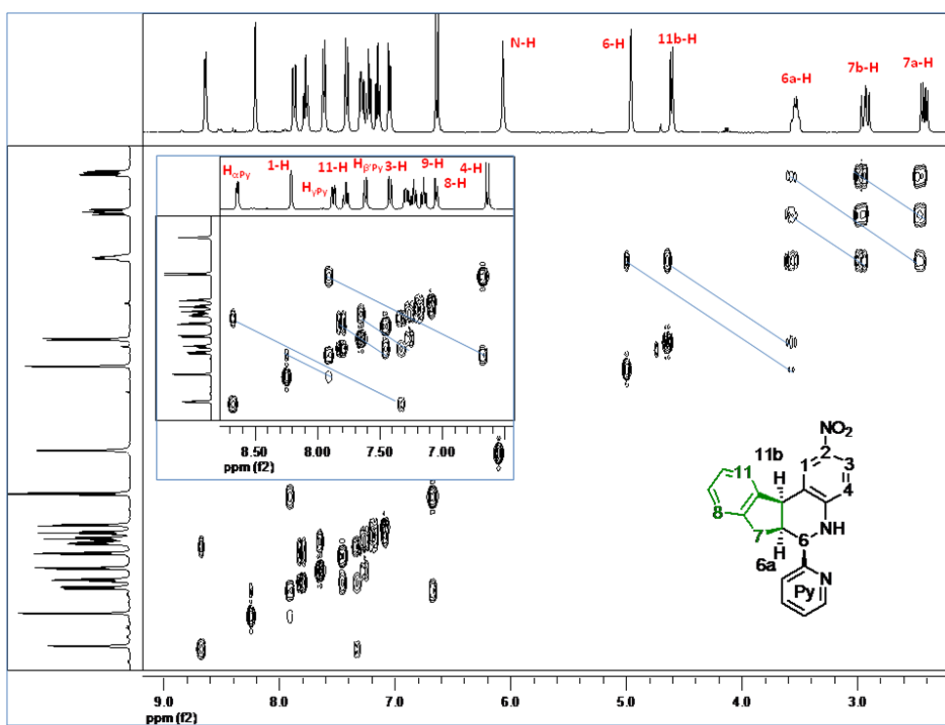 N-H
6-H
11b-H
6a-H
7b-H
7a-H
HαPy
1-H
HγPy
11-H
Hβ'Py
3-H
9-H
8-H
4-H
8.50
8.00
7.50
7.00
ppm (f2)
NO2
11b
2
1
3
H
11
4
8
7
6
NH
H
6a
N
Py
9.0
8.0
7.0
6.0
5.0
4.0
3.0
ppm (f2)